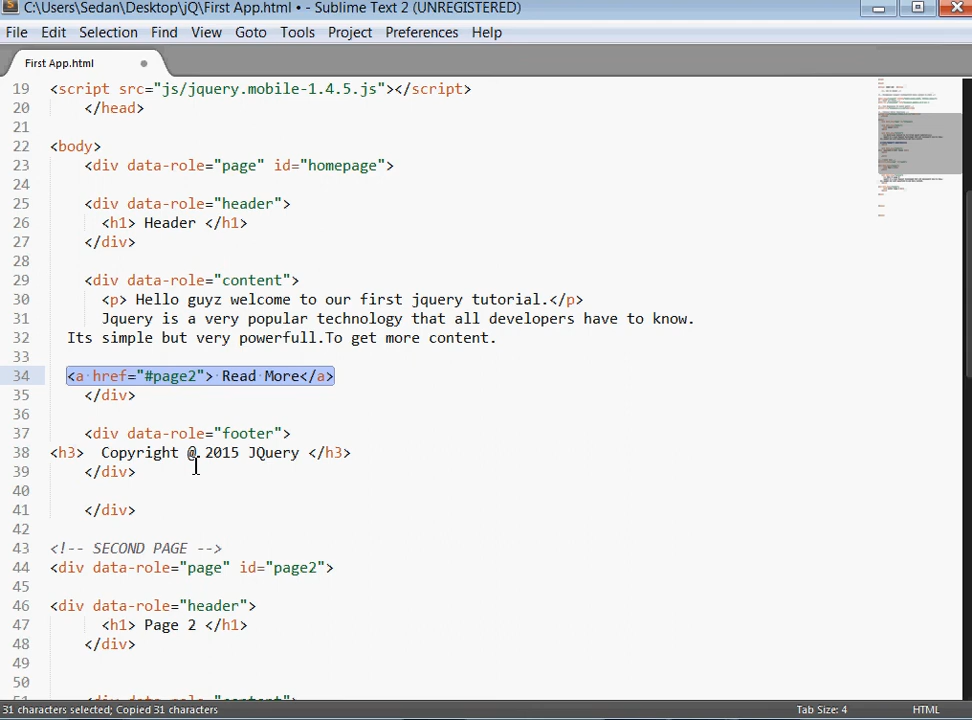 C:\Users\Sedan\Desktop\jQ\First App.html • - Sublime Text 2 (UNREGISTERED)
File Edit Selection Find View Goto Tools Project Preferences Help
First App.html
19 <script src="js/jquery.mobile-1.4.5.js"></script>
20 </head>
21
22 <body>
23 <div data-role="page" id="homepage">
24
25 <div data-role="header">
26 <h1> Header </h1>
27 </div>
28
29 <div data-role="content">
30 <p> Hello guyz welcome to our first jquery tutorial.</p>
31 Jquery is a very popular technology that all developers have to know.
32 Its simple but very powerfull.To get more content.
33
34 <a href="#page2"> Read More</a>
35 </div>
36
37 <div data-role="footer">
38 <h3> Copyright @ 2015 JQuery </h3>
39 </div>
40
41 </div>
42
43 <!-- SECOND PAGE -->
44 <div data-role="page" id="page2">
45
46 <div data-role="header">
47 <h1> Page 2 </h1>
48 </div>
49
50
51 <div data-role="content">
31 characters selected; Copied 31 characters Tab Size: 4 HTML